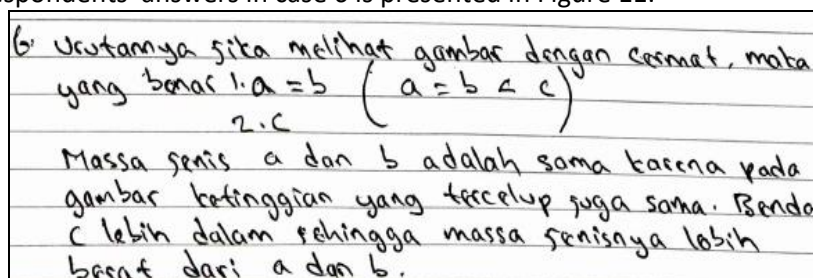 respondents' answers in case 6 is presented in Figure 11.
6. Urutannya jika melihat gambar dengan cermat, maka
yang benar 1. a = b ( a = b < c )
2. c
Massa jenis a dan b adalah sama karena pada
gambar ketinggian yang tercelup juga sama. Benda
c lebih dalam sehingga massa jenisnya lebih
besar dari a dan b.